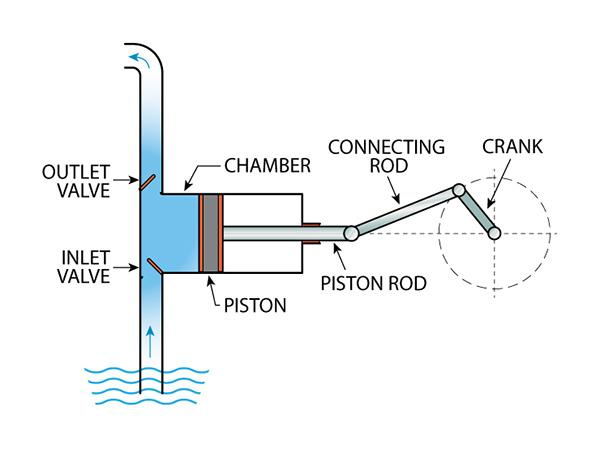 CONNECTING
ROD
CRANK
CHAMBER
OUTLET
VALVE
INLET
VALVE
PISTON ROD
PISTON